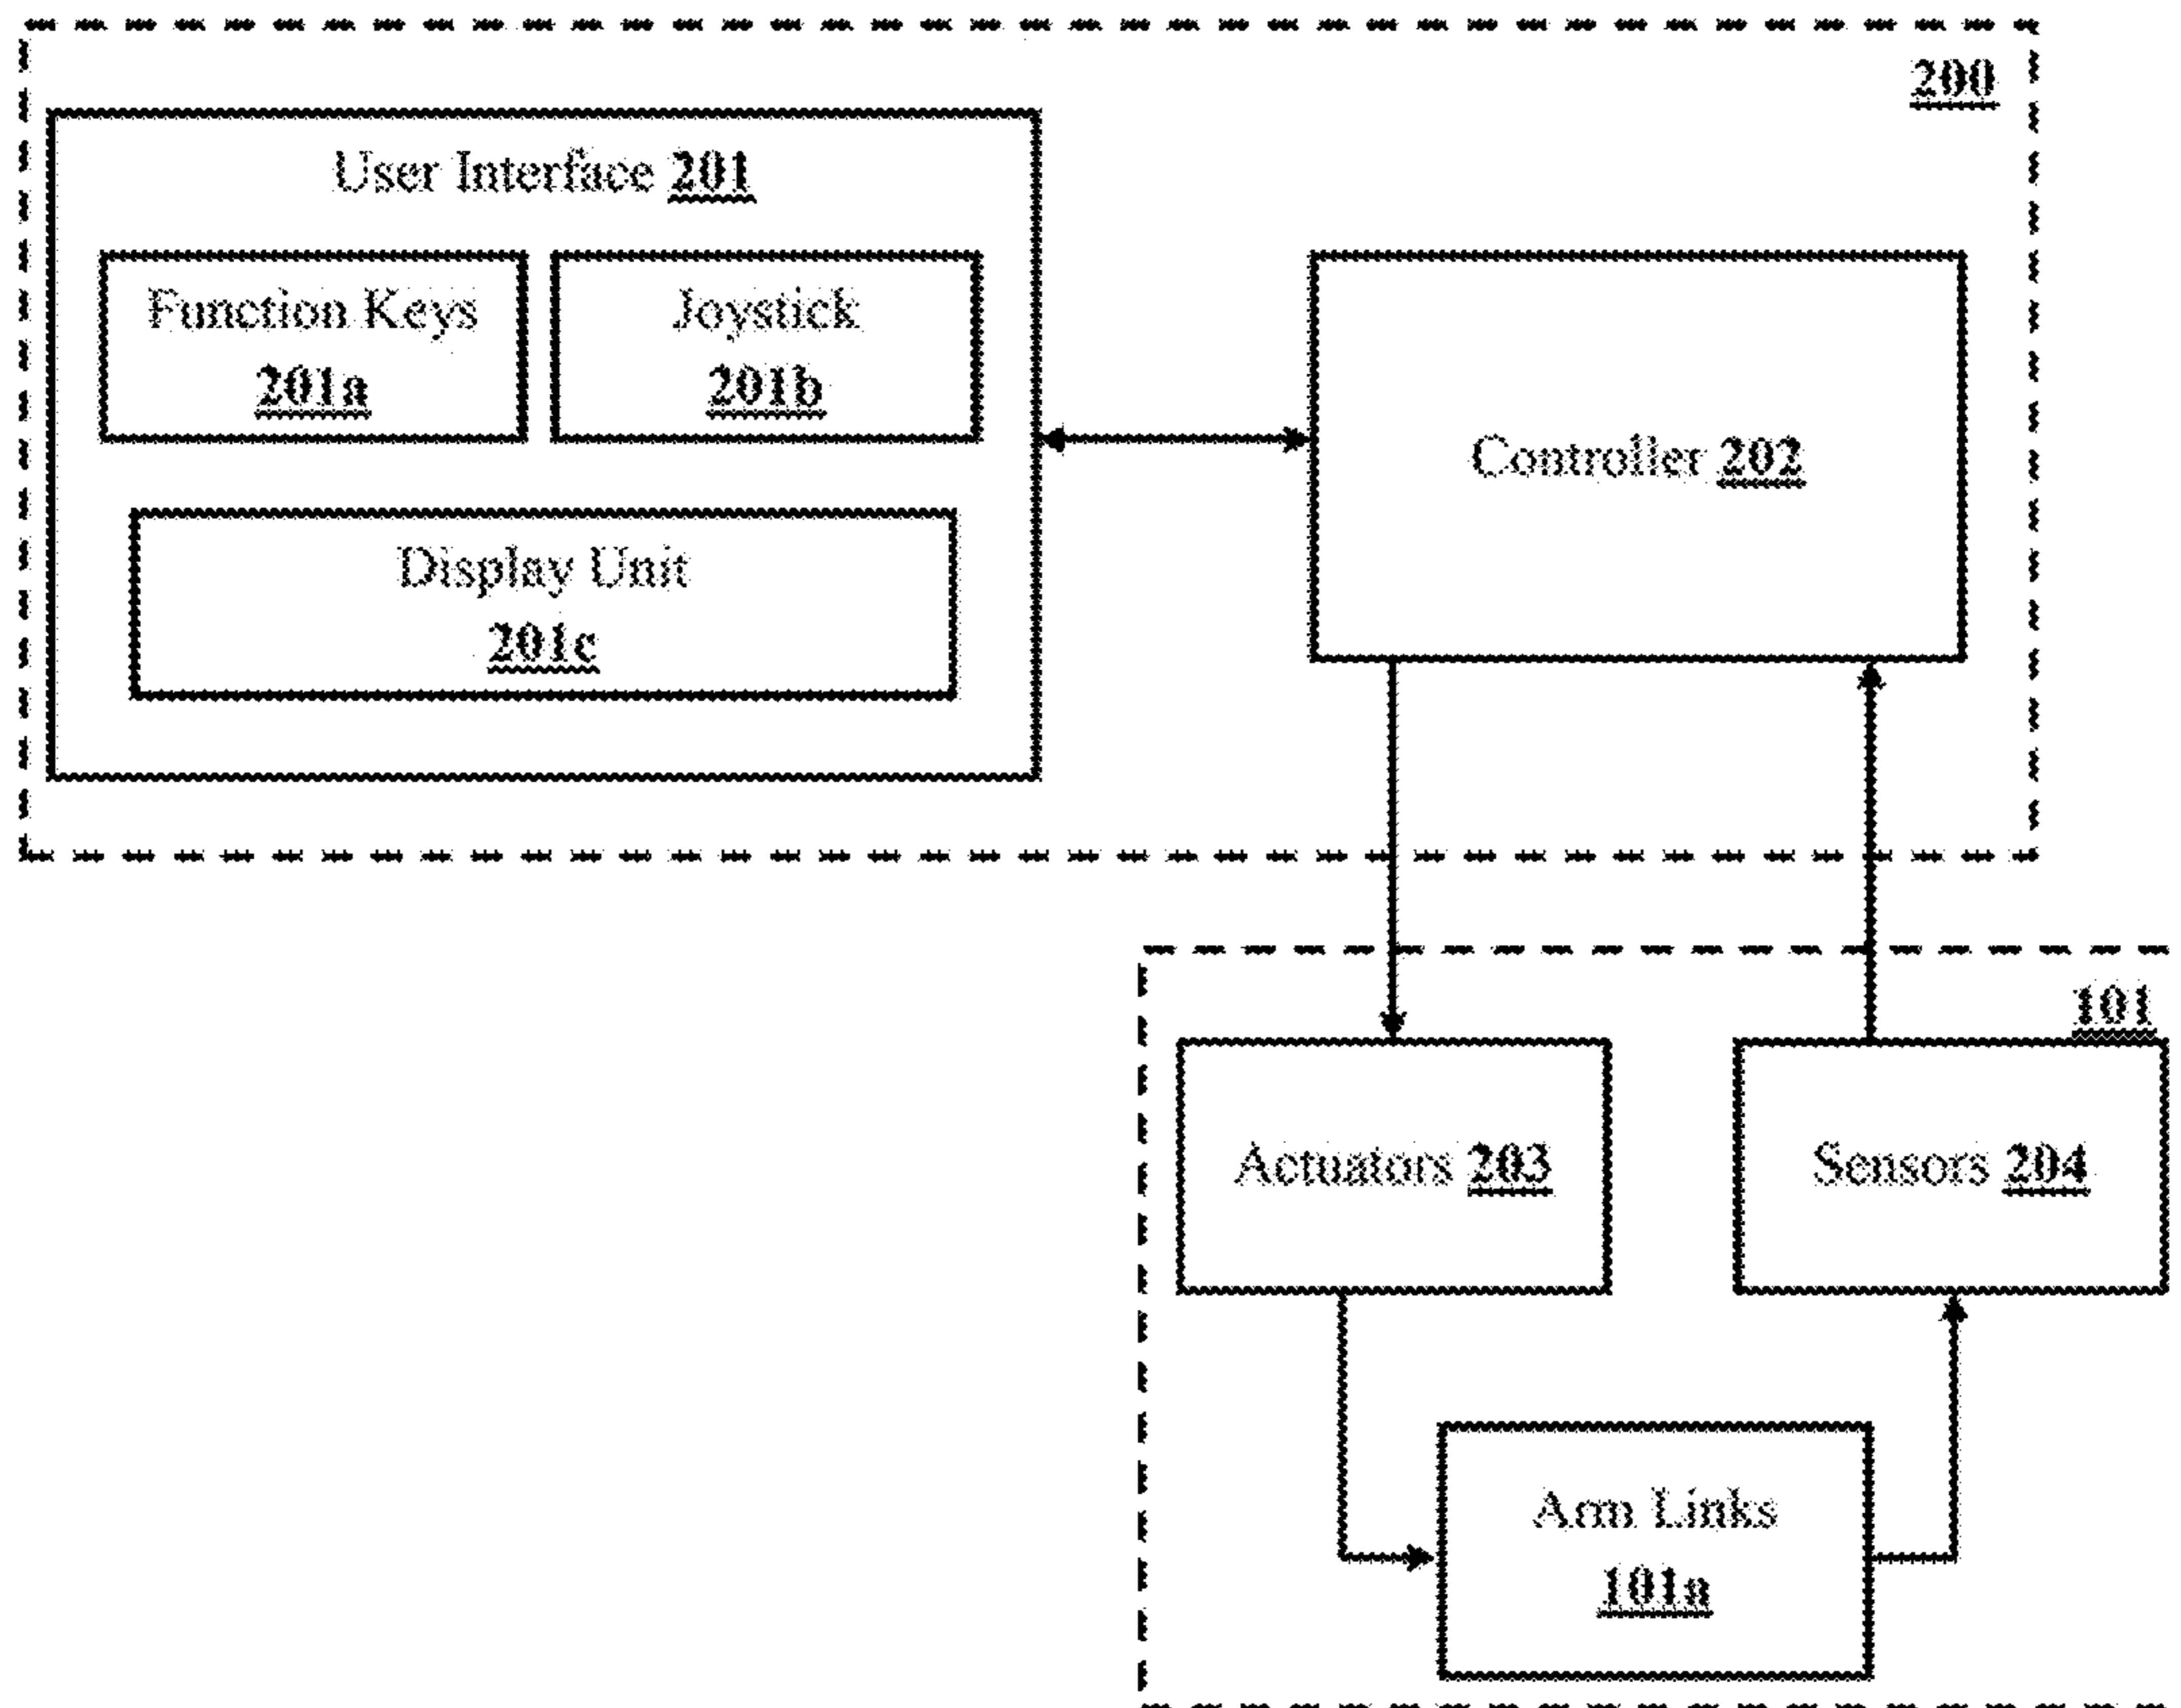 200
User Interface 201
Function Keys
201a
Joystick
201b
Controller 202
Display Unit
201c
101
Actuators 203
Sensors 204
Arm Links
101a